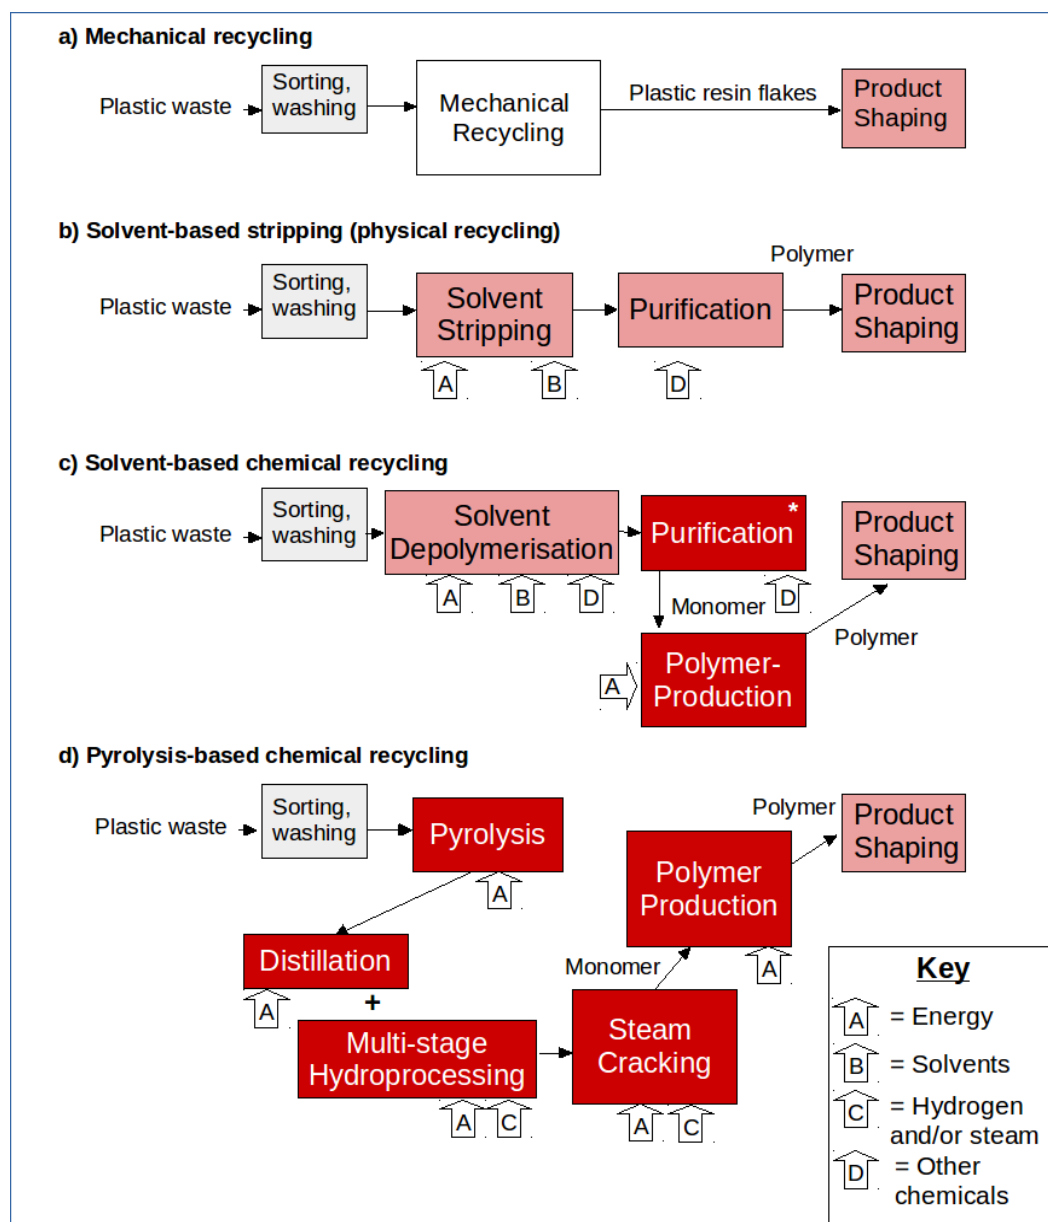 a) Mechanical recycling
Plastic waste
Sorting,
washing
Mechanical
Recycling
Plastic resin flakes
Product
Shaping
b) Solvent-based stripping (physical recycling)
Plastic waste
Sorting,
washing
Solvent
Stripping
Purification
Polymer
Product
Shaping
A
B
D
c) Solvent-based chemical recycling
Plastic waste
Sorting,
washing
Solvent
Depolymerisation
Purification *
Product
Shaping
A
B
D
Monomer
D
Polymer
A
Polymer-
Production
d) Pyrolysis-based chemical recycling
Plastic waste
Sorting,
washing
Pyrolysis
A
Distillation
A
+
Multi-stage
Hydroprocessing
A
C
Steam
Cracking
A
C
Monomer
Polymer
Production
A
Polymer
Product
Shaping
Key
A = Energy
B = Solvents
C = Hydrogen
and/or steam
D = Other
chemicals